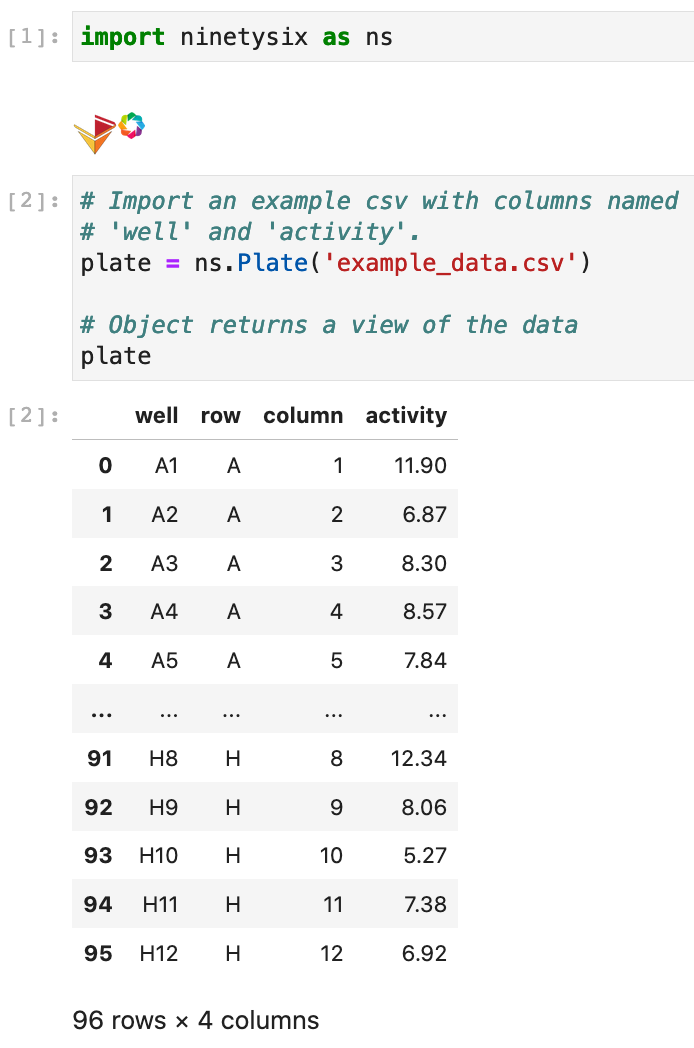 [1]: import ninetysix as ns
[2]: # Import an example csv with columns named
# 'well' and 'activity'.
plate = ns.Plate('example_data.csv')
# Object returns a view of the data
plate
[2]: well row column activity
0 A1 A 1 11.90
1 A2 A 2 6.87
2 A3 A 3 8.30
3 A4 A 4 8.57
4 A5 A 5 7.84
... ... ... ... ...
91 H8 H 8 12.34
92 H9 H 9 8.06
93 H10 H 10 5.27
94 H11 H 11 7.38
95 H12 H 12 6.92
96 rows × 4 columns